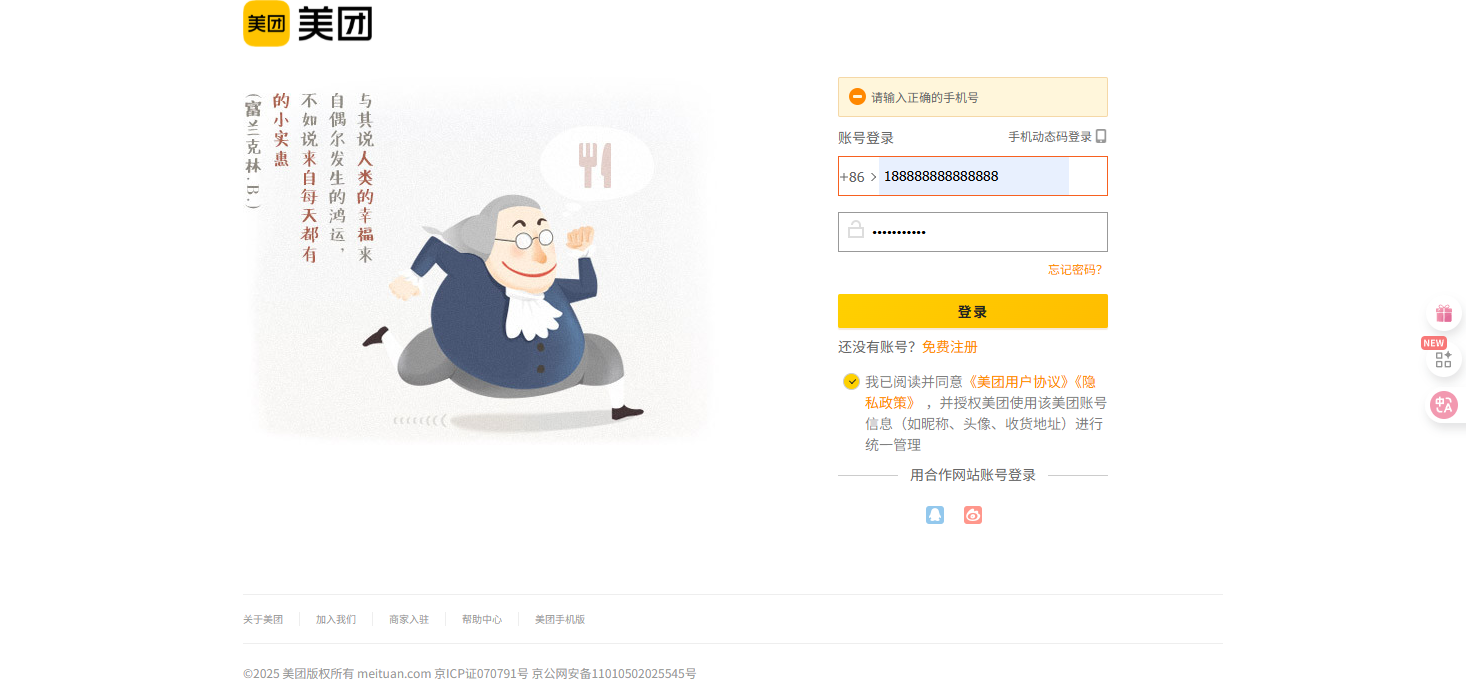 美团 美团
与其说人类的幸福来
自偶尔发生的鸿运，
不如说来自每天都有
的小实惠
（富兰克林.B.）
请输入正确的手机号
账号登录 手机动态码登录
+86 188888888888888
•••••••••••
忘记密码？
登录
还没有账号？免费注册
我已阅读并同意《美团用户协议》《隐
私政策》 ，并授权美团使用该美团账号
信息（如昵称、头像、收货地址）进行
统一管理
用合作网站账号登录
NEW
中A
关于美团 加入我们 商家入驻 帮助中心 美团手机版
©2025 美团版权所有 meituan.com 京ICP证070791号 京公网安备11010502025545号